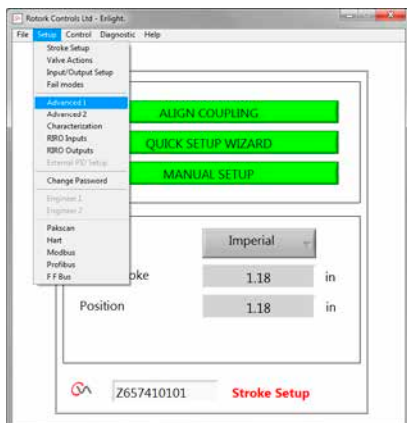 Rotork Controls Ltd - Enlight.
File Setup Control Diagnostic Help
Stroke Setup
Valve Actions
Input/Output Setup
Fail modes
Advanced 1
Advanced 2
Characterization
RIRO Inputs
RIRO Outputs
External PID Setup
Change Password
Engineer 1
Engineer 2
Pakscan
Hart
Modbus
Profibus
F F Bus
ALIGN COUPLING
QUICK SETUP WIZARD
MANUAL SETUP
Imperial
oke 1.18 in
Position 1.18 in
Z657410101 Stroke Setup